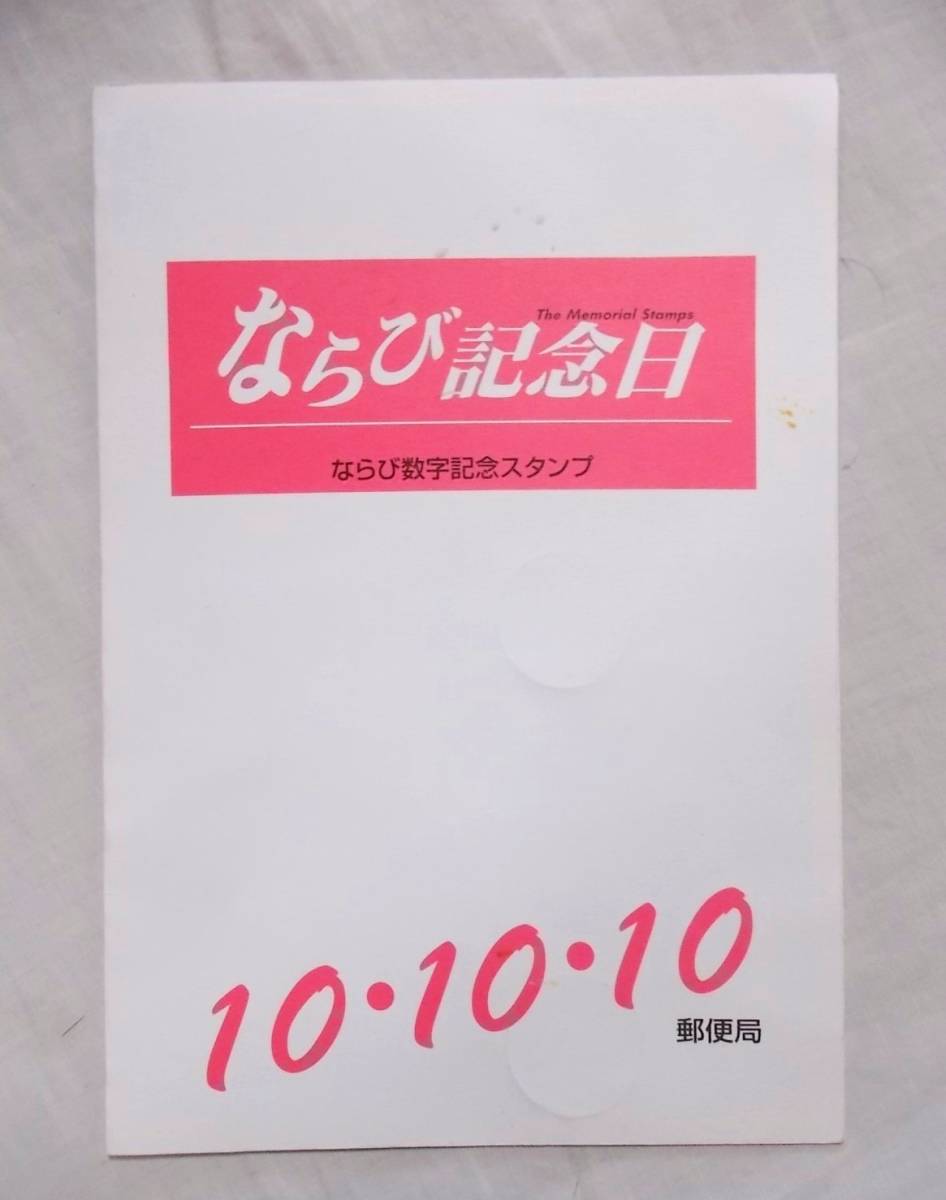 The Memorial Stamps
ならび記念日
ならび数字記念スタンプ
10・10・10
郵便局